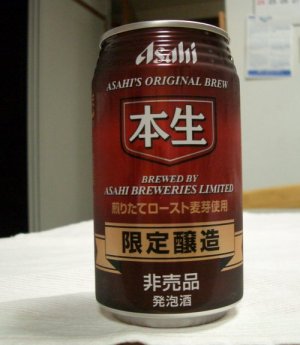 Asahi
ASAHI'S ORIGINAL BREW
本生
BREWED BY
ASAHI BREWERIES LIMITED
煎りたてロースト麦芽使用
限定醸造
非売品
発泡酒